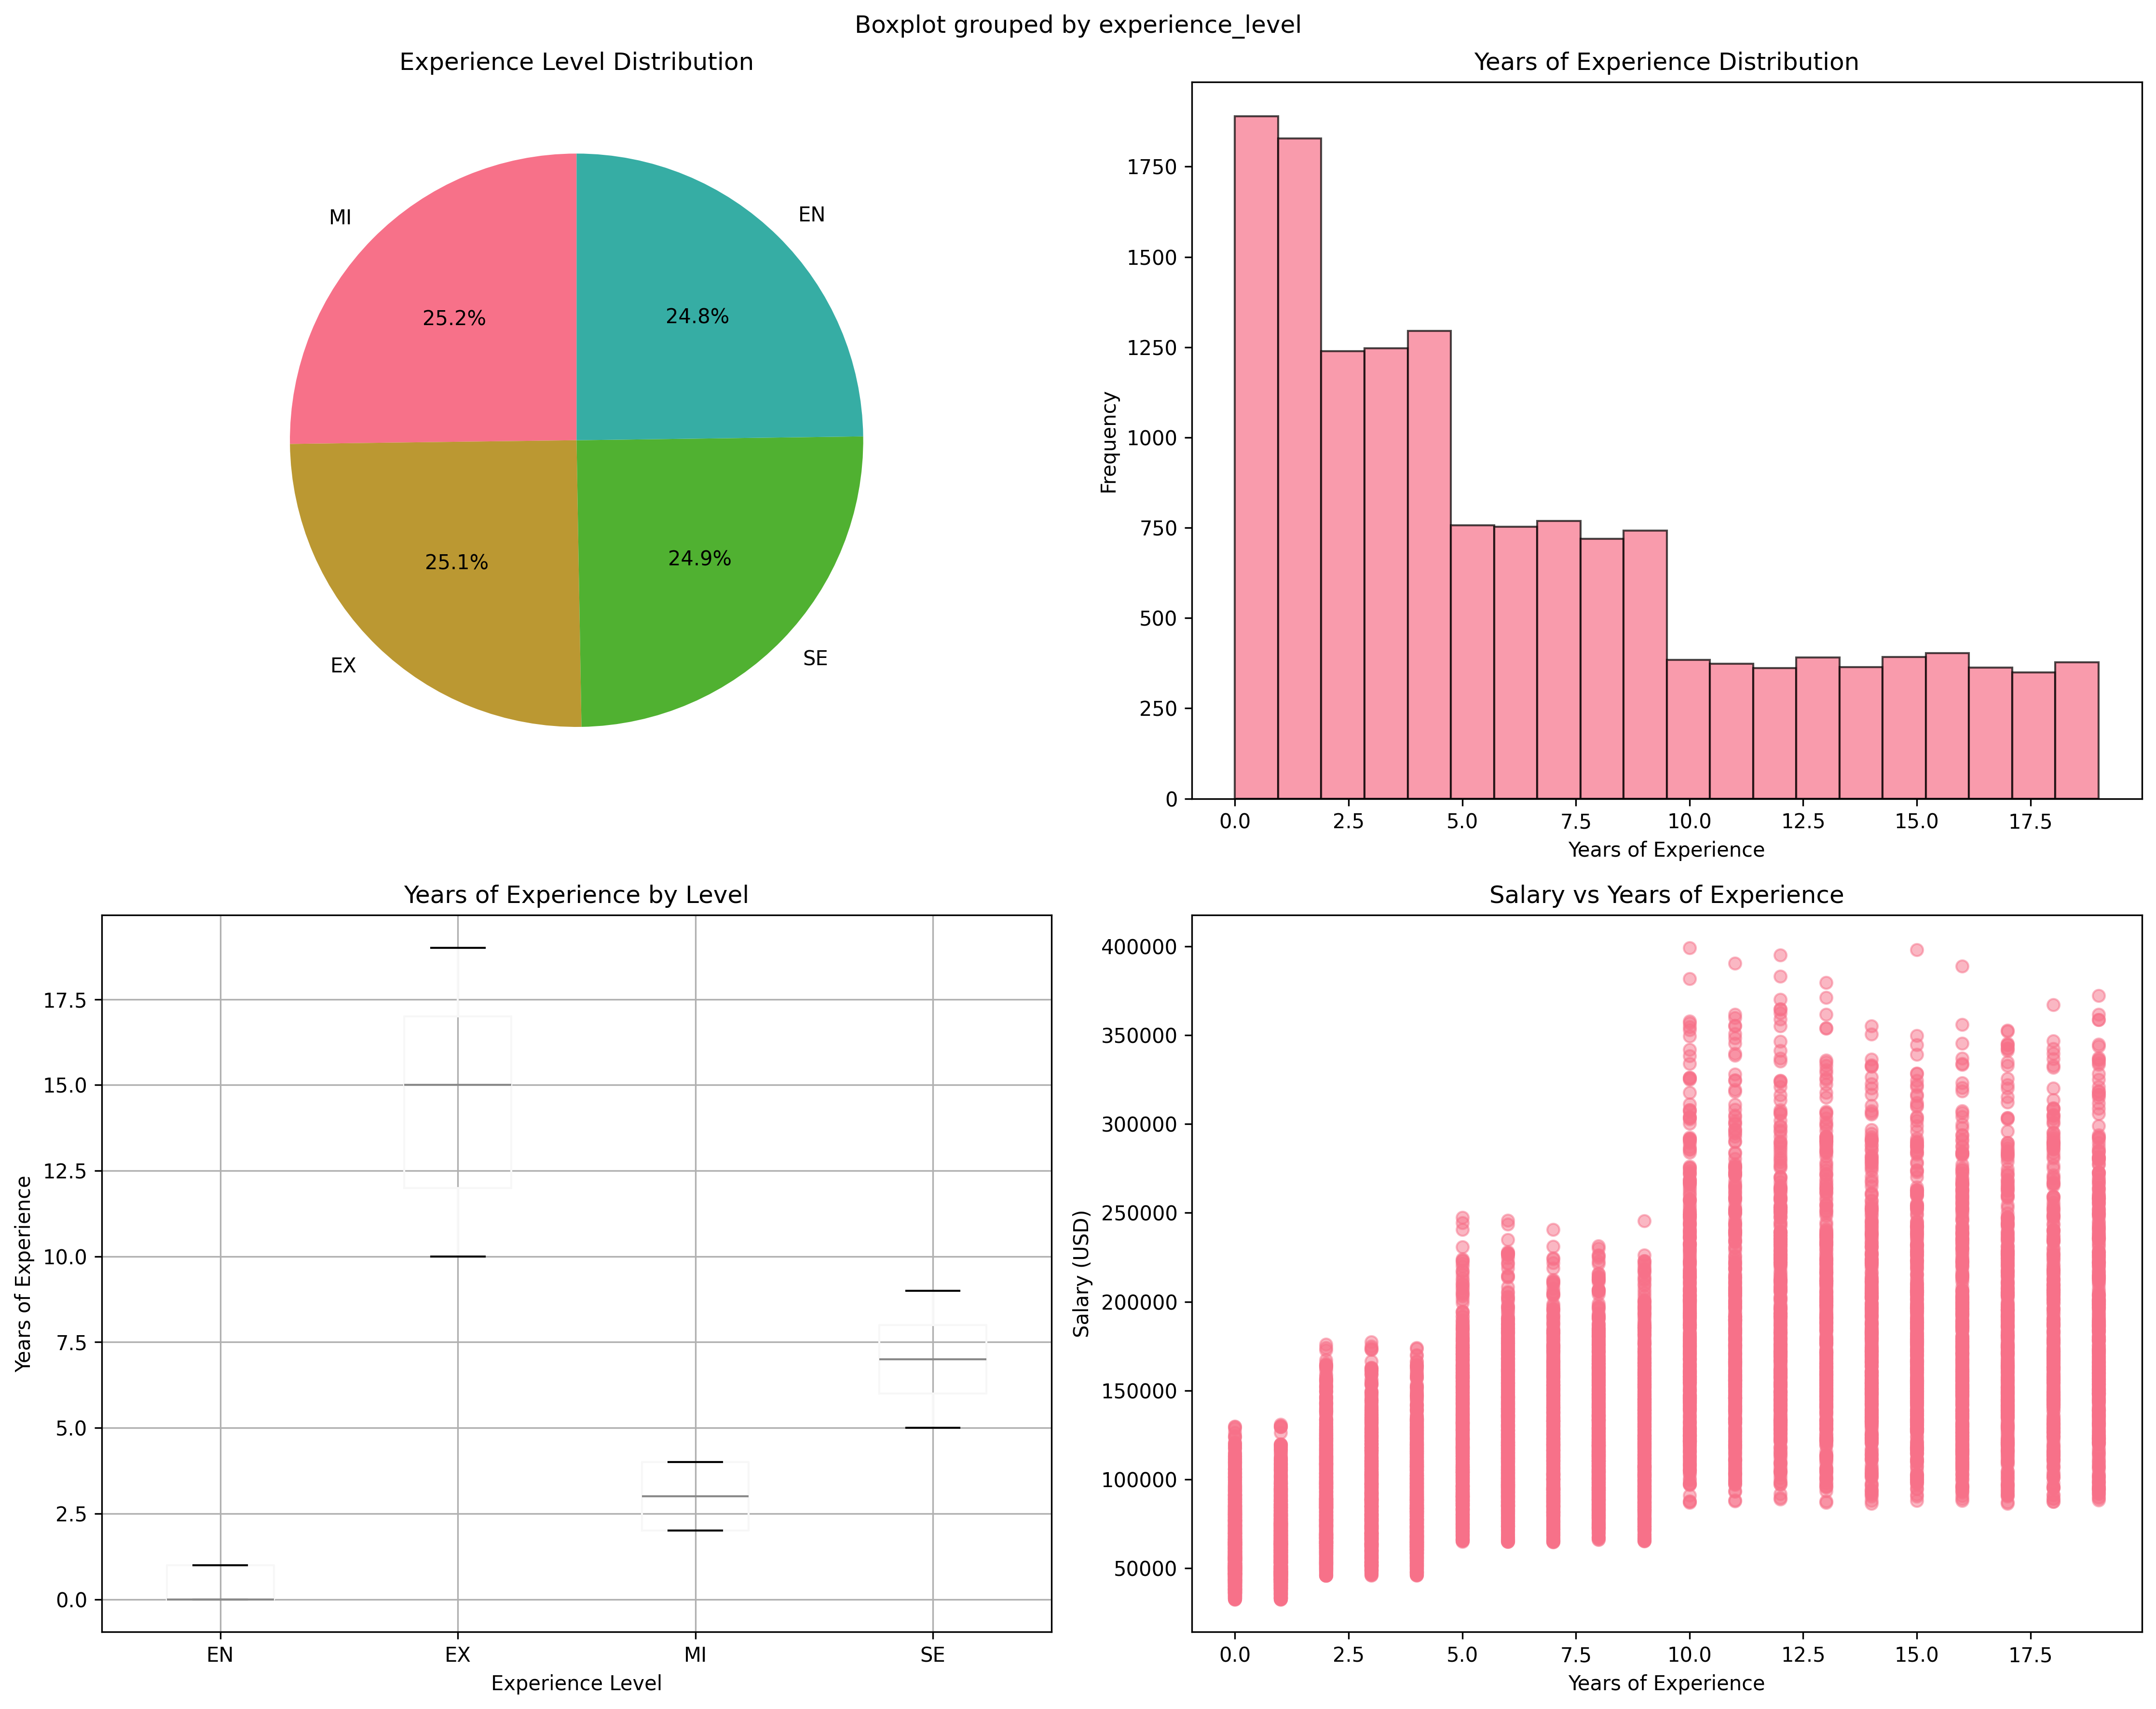 Boxplot grouped by experience_level
Experience Level Distribution
MI
EN
25.2%
24.8%
25.1%
24.9%
EX
SE
Years of Experience Distribution
Frequency
1750
1500
1250
1000
750
500
250
0
0.0 2.5 5.0 7.5 10.0 12.5 15.0 17.5
Years of Experience
Years of Experience by Level
Years of Experience
17.5
15.0
12.5
10.0
7.5
5.0
2.5
0.0
EN EX MI SE
Experience Level
Salary vs Years of Experience
Salary (USD)
400000
350000
300000
250000
200000
150000
100000
50000
0.0 2.5 5.0 7.5 10.0 12.5 15.0 17.5
Years of Experience